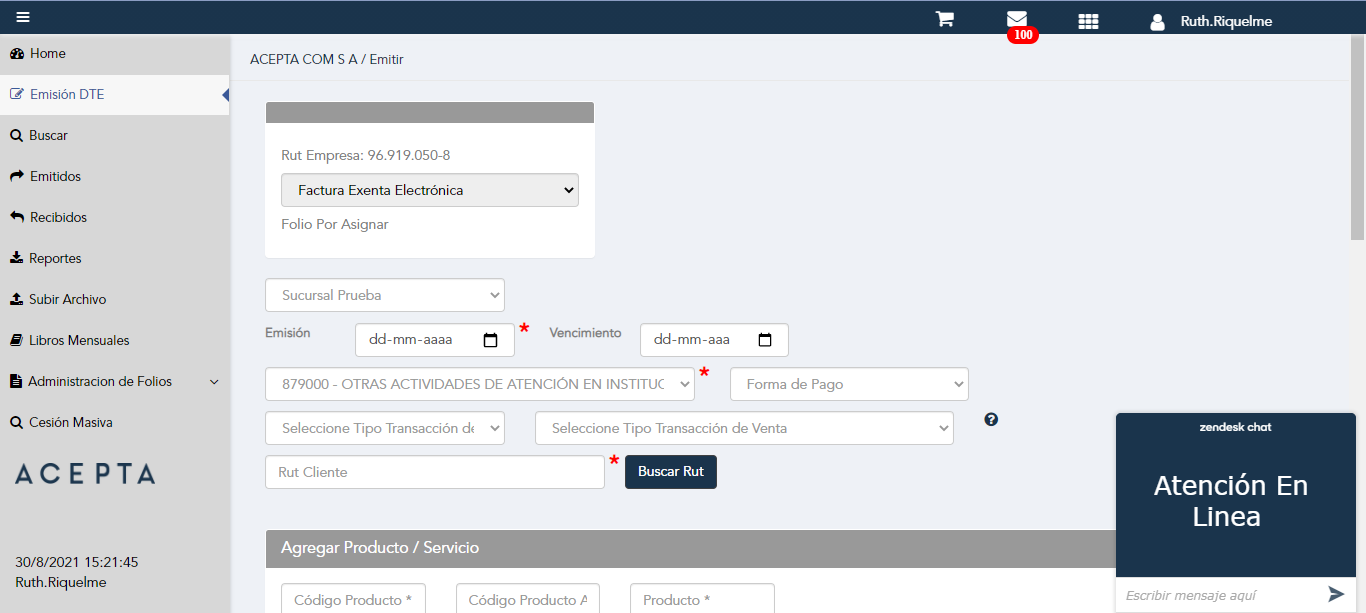 100
Ruth.Riquelme
Home
Emisión DTE
Buscar
Emitidos
Recibidos
Reportes
Subir Archivo
Libros Mensuales
Administracion de Folios
Cesión Masiva
ACEPTA
30/8/2021 15:21:45
Ruth.Riquelme
ACEPTA COM S A / Emitir
Rut Empresa: 96.919.050-8
Factura Exenta Electrónica
Folio Por Asignar
Sucursal Prueba
Emisión dd-mm-aaaa * Vencimiento dd-mm-aaa
879000 - OTRAS ACTIVIDADES DE ATENCIÓN EN INSTITUC * Forma de Pago
Seleccione Tipo Transacción de Seleccione Tipo Transacción de Venta ?
Rut Cliente * Buscar Rut
Agregar Producto / Servicio
Código Producto * Código Producto A Producto *
zendesk chat
Atención En
Linea
Escribir mensaje aquí